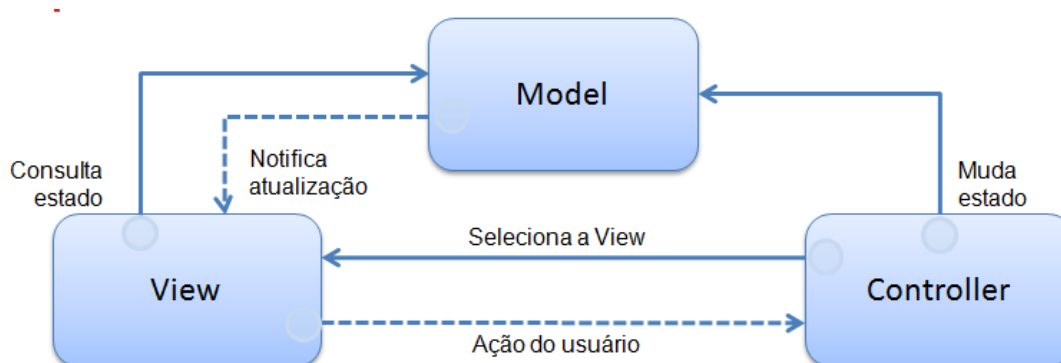 Model
Consulta
estado
Notifica
atualização
Muda
estado
Seleciona a View
View
Controller
Ação do usuário